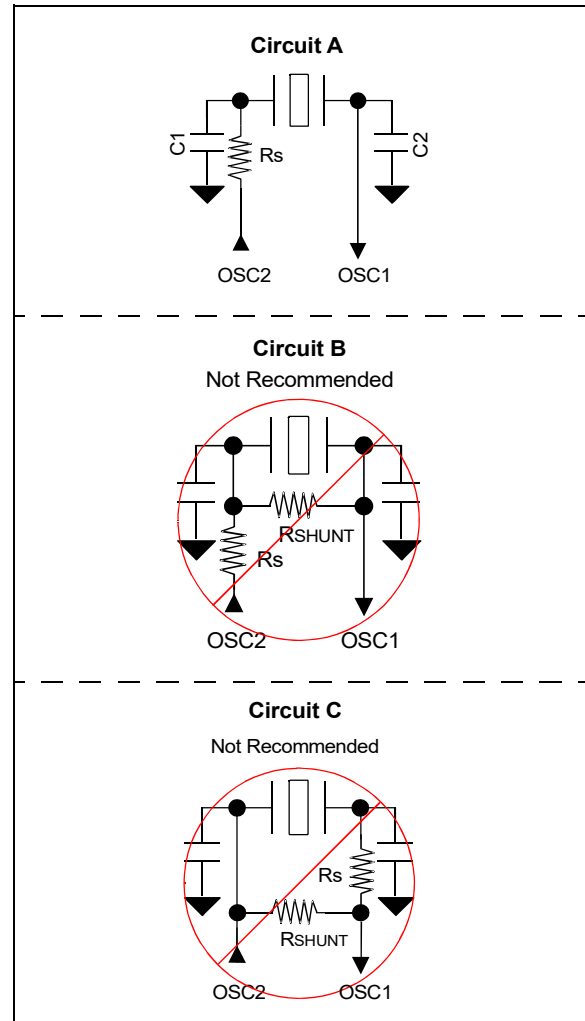 Circuit A
C1
Rs
C2
OSC2
OSC1
Circuit B
Not Recommended
RSHUNT
Rs
OSC2
OSC1
Circuit C
Not Recommended
Rs
RSHUNT
OSC2
OSC1